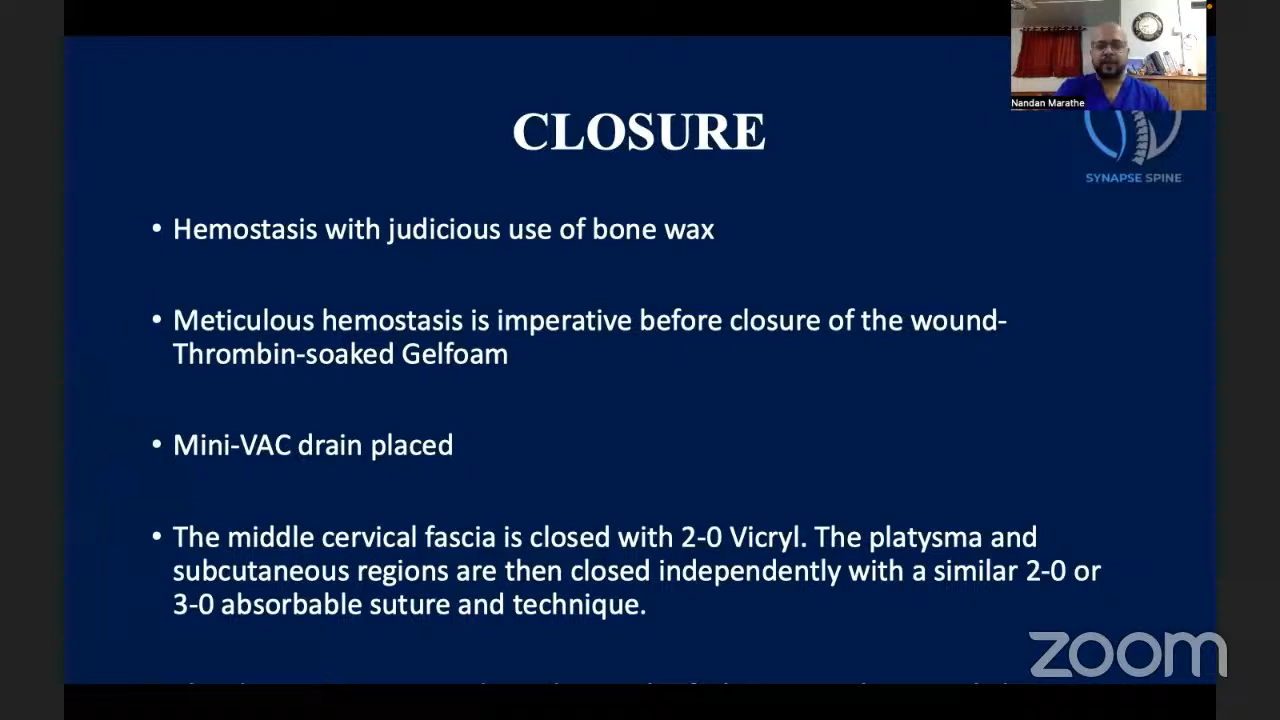 Nandan Marathe
CLOSURE
SYNAPSE SPINE
• Hemostasis with judicious use of bone wax
• Meticulous hemostasis is imperative before closure of the wound-
Thrombin-soaked Gelfoam
• Mini-VAC drain placed
• The middle cervical fascia is closed with 2-0 Vicryl. The platysma and
subcutaneous regions are then closed independently with a similar 2-0 or
3-0 absorbable suture and technique.
zoom